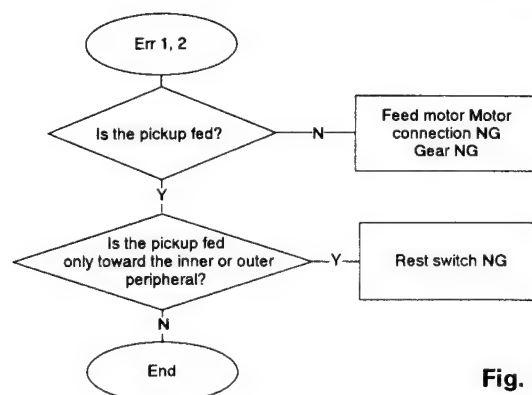 Err 1, 2
Is the pickup fed?
N
Feed motor Motor
connection NG
Gear NG
Y
Is the pickup fed
only toward the inner or outer
peripheral?
Y
Rest switch NG
N
End
Fig.